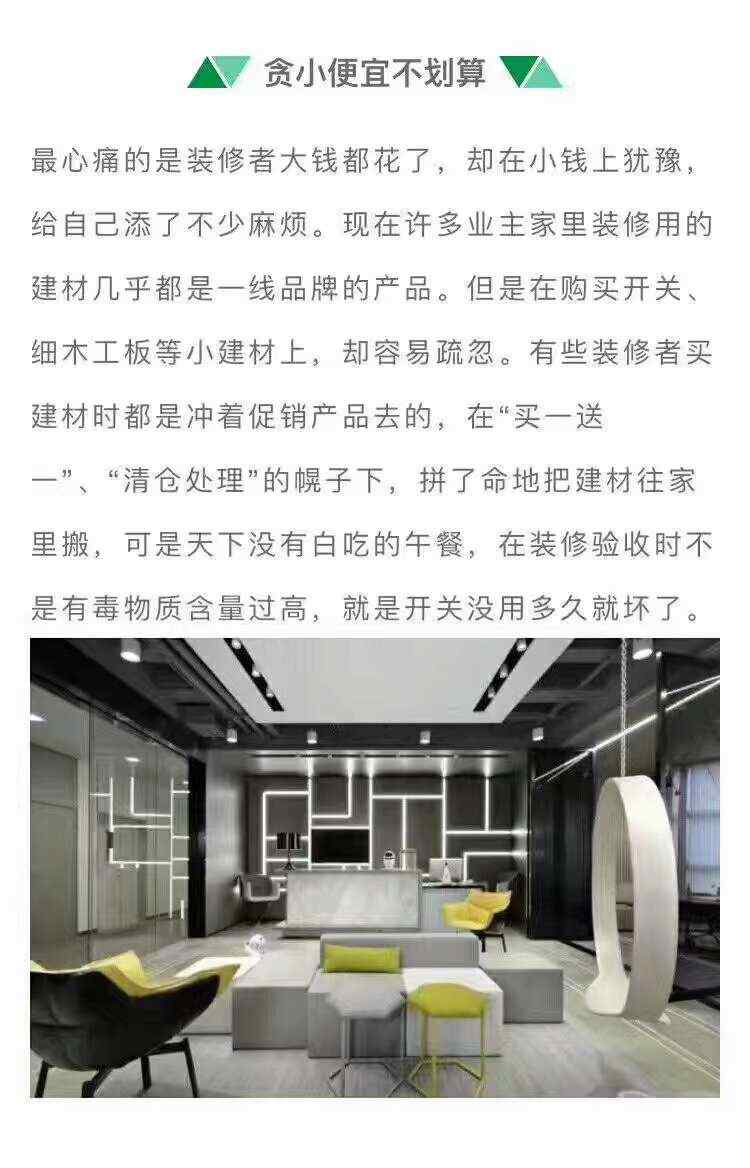 贪小便宜不划算
最心痛的是装修者大钱都花了，却在小钱上犹豫，
给自己添了不少麻烦。现在许多业主家里装修用的
建材几乎都是一线品牌的产品。但是在购买开关、
细木工板等小建材上，却容易疏忽。有些装修者买
建材时都是冲着促销产品去的，在“买一送
一”、“清仓处理”的幌子下，拼了命地把建材往家
里搬，可是天下没有白吃的午餐，在装修验收时不
是有毒物质含量过高，就是开关没用多久就坏了。